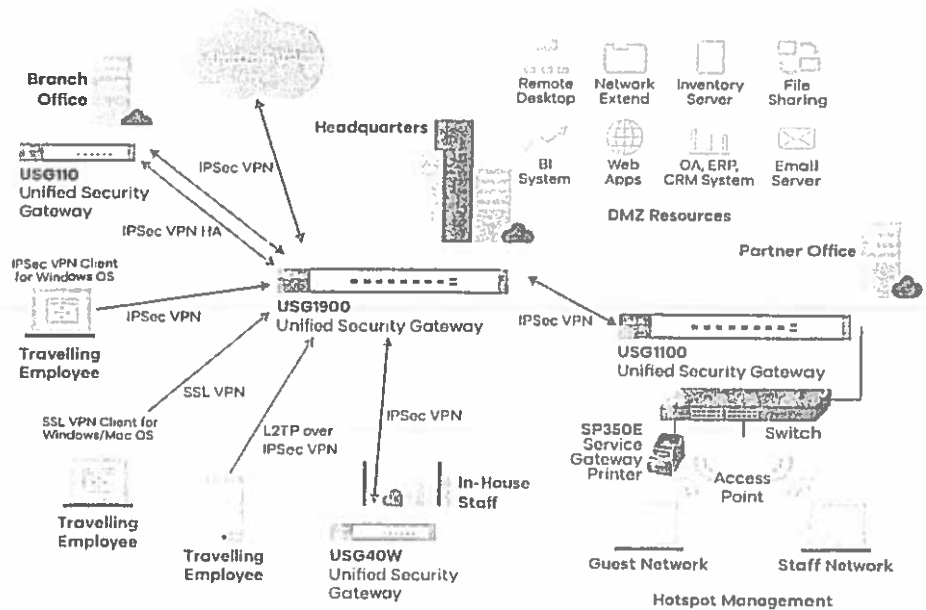 Branch
Office
USG110
Unified Security
Gateway
IPSec VPN
IPSec VPN HA
Headquarters
Remote
Desktop
Network
Extend
Inventory
Server
File
Sharing
BI
System
Web
Apps
OA, ERP,
CRM System
Email
Server
DMZ Resources
Partner Office
IPSec VPN Client
for Windows OS
IPSec VPN
Travelling
Employee
USG1900
Unified Security Gateway
IPSec VPN
USG1100
Unified Security Gateway
SSL VPN
SSL VPN Client for
Windows/Mac OS
Travelling
Employee
L2TP over
IPSec VPN
Travelling
Employee
IPSec VPN
In-House
Staff
USG40W
Unified Security
Gateway
SP350E
Service
Gateway
Printer
Switch
Access
Point
Guest Network
Staff Network
Hotspot Management